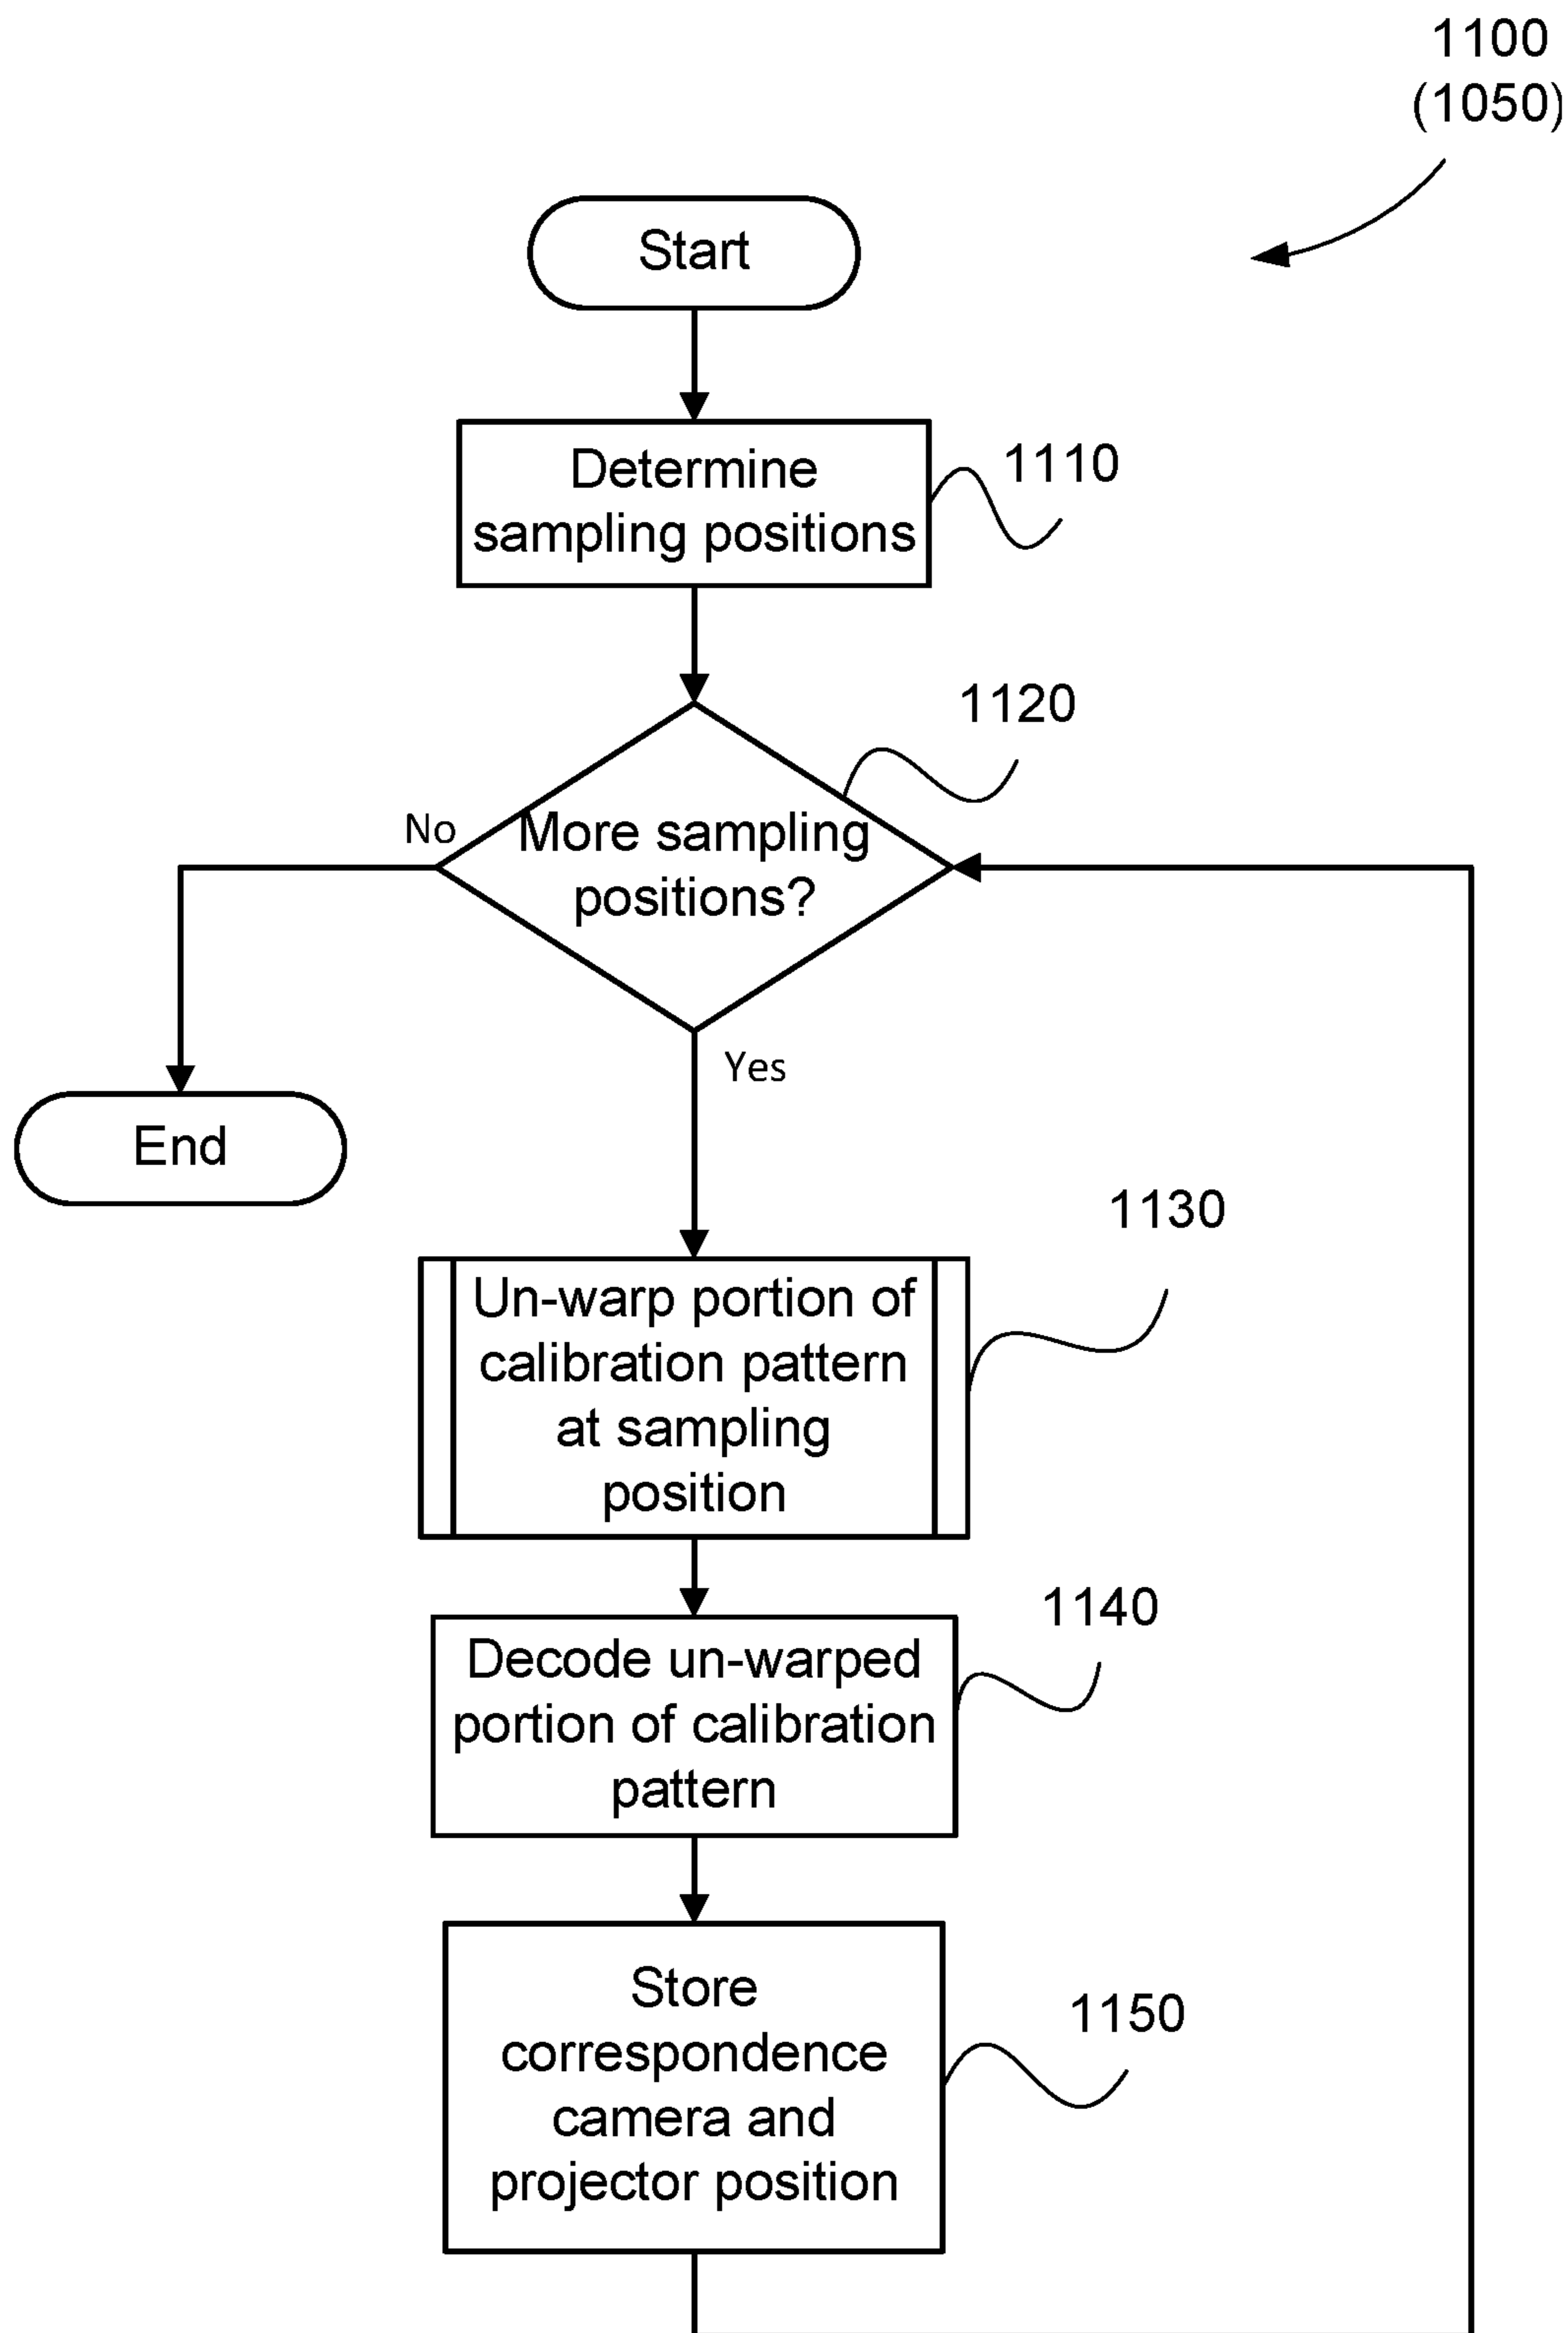 1100
(1050)
Start
Determine
sampling positions
1110
1120
More sampling
positions?
No
Yes
End
1130
Un-warp portion of
calibration pattern
at sampling
position
1140
Decode un-warped
portion of calibration
pattern
Store
correspondence
camera and
projector position
1150